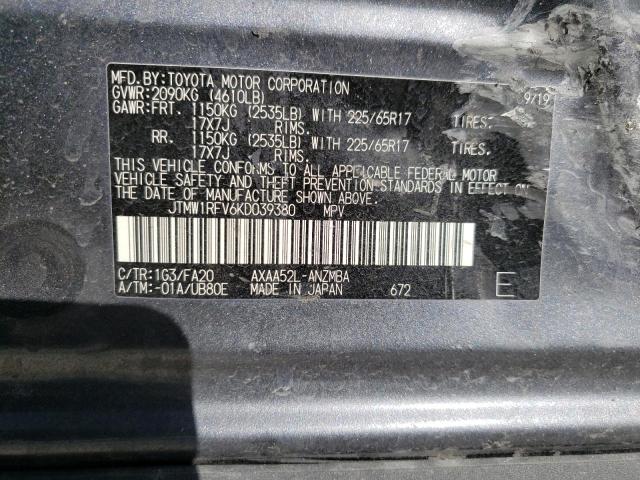 MFD. BY: TOYOTA MOTOR CORPORATION
GVWR: 2090KG (4610LB) 9/19
GAWR: FRT. 1150KG (2535LB) WITH 225/65R17 TIRES.
17X7J RIMS.
RR. 1150KG (2535LB) WITH 225/65R17 TIRES.
17X7J RIMS.
THIS VEHICLE CONFORMS TO ALL APPLICABLE FEDERAL MOTOR
VEHICLE SAFETY AND THEFT PREVENTION STANDARDS IN EFFECT ON
THE DATE OF MANUFACTURE SHOWN ABOVE.
JTMW1RFV6KD039380 MPV
C/TR: 1G3/FA20 AXAA52L-ANZMBA
A/TM: -01A/UB80E MADE IN JAPAN 672 E